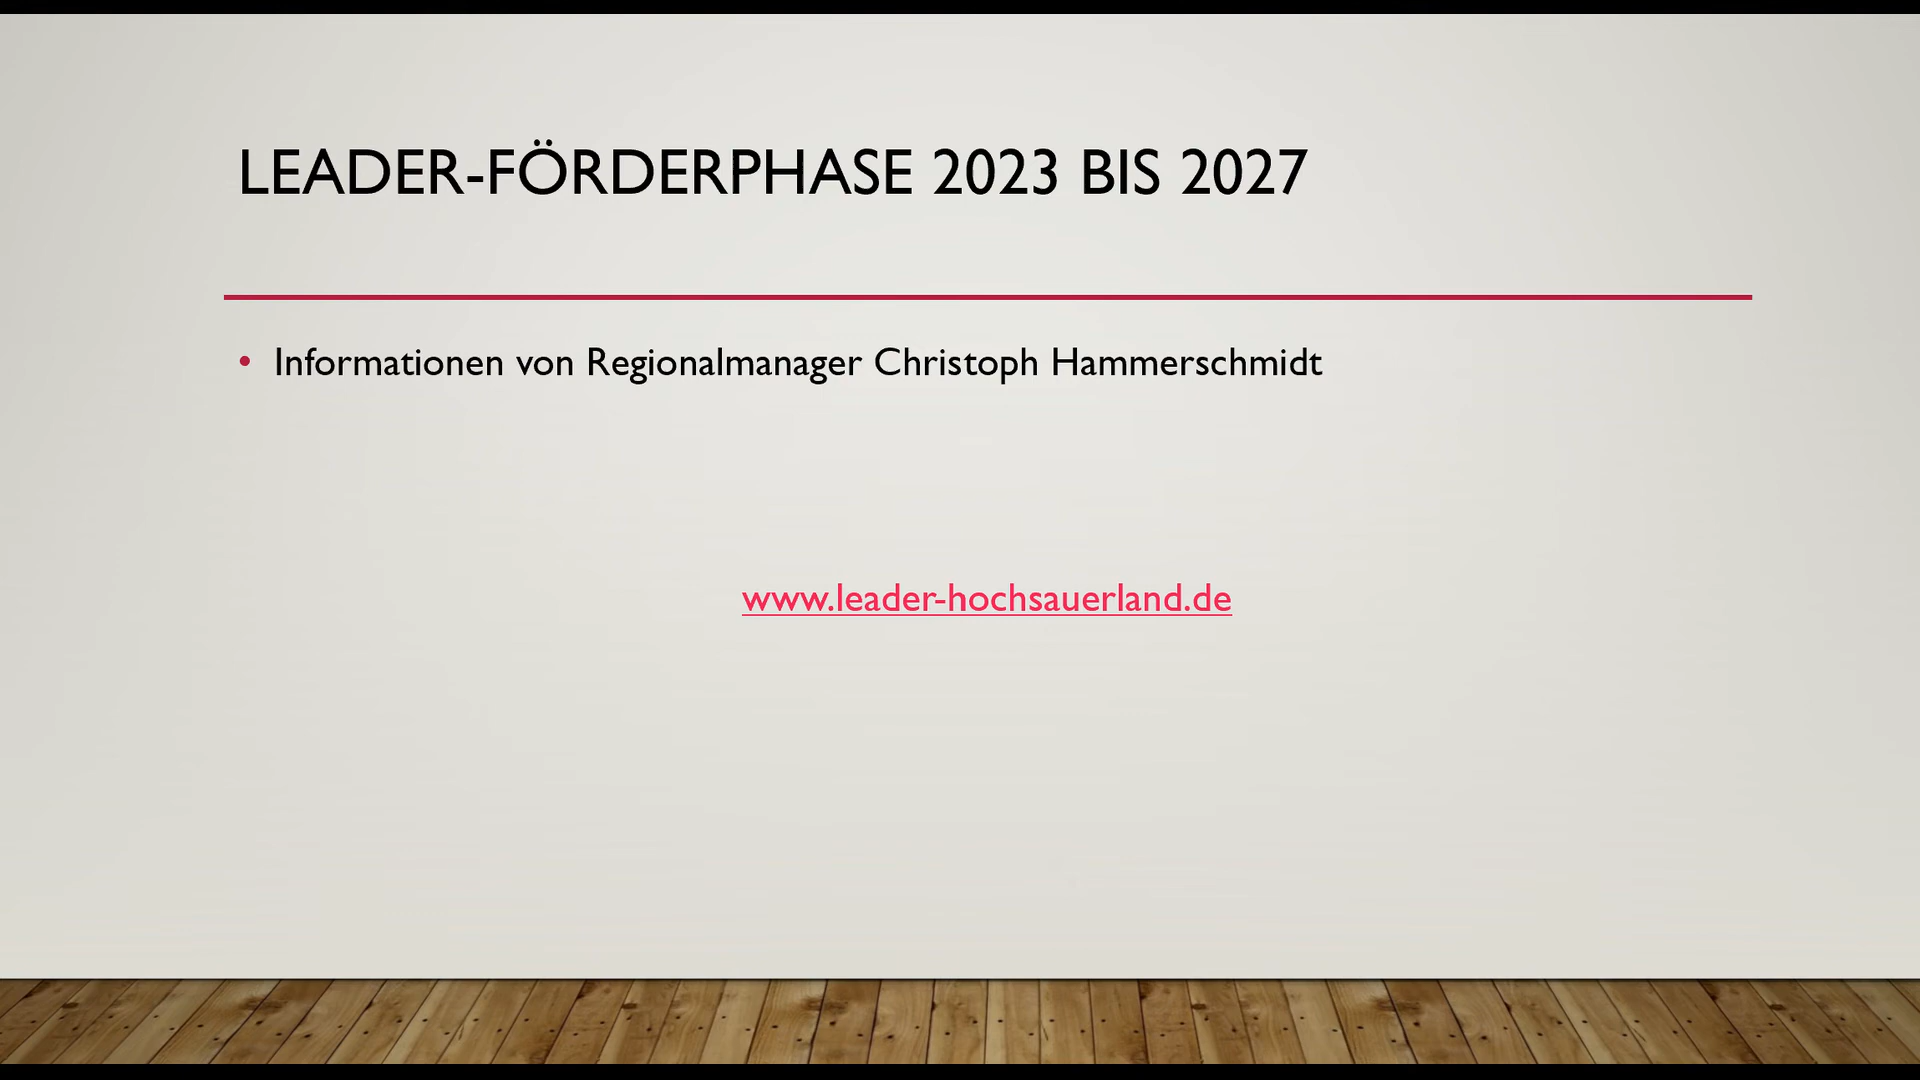 LEADER-FÖRDERPHASE 2023 BIS 2027
• Informationen von Regionalmanager Christoph Hammerschmidt
www.leader-hochsauerland.de